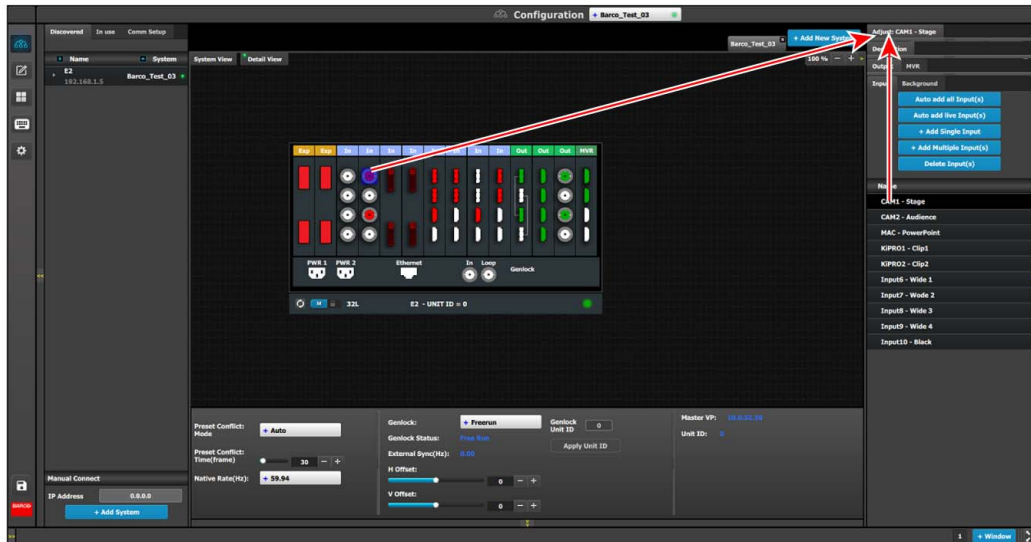 Configuration + Barco_Test_03
Discovered In use Comm Setup
Name System
E2 Barco_Test_03
192.168.1.5
System View Detail View
Barco_Test_03
+ Add New System
100 % − +
Exp Exp In In In In In In Out Out Out MVR
PWR 1 PWR 2 Ethernet In Loop Genlock
M 32L E2 - UNIT ID = 0
Adjust: CAM1 - Stage
MVR
Background
Auto add all Input(s)
Auto add live Input(s)
+ Add Single Input
+ Add Multiple Input(s)
Delete Input(s)
Name
CAM1 - Stage
CAM2 - Audience
MAC - PowerPoint
KiPRO1 - Clip1
KiPRO2 - Clip2
Input6 - Wide 1
Input7 - Wode 2
Input8 - Wide 3
Input9 - Wide 4
Input10 - Black
Preset Conflict: Mode + Auto
Preset Conflict: Time(frame) 30 − +
Native Rate(Hz): + 59.94
Genlock: + Freerun
Genlock Unit ID 0
Genlock Status: Free Run
Apply Unit ID
External Sync(Hz): 0.00
H Offset:
0 − +
V Offset:
0 − +
Master VP:
Unit ID: 0
Manual Connect
IP Address 0.0.0.0
+ Add System
BARCO
1 + Window